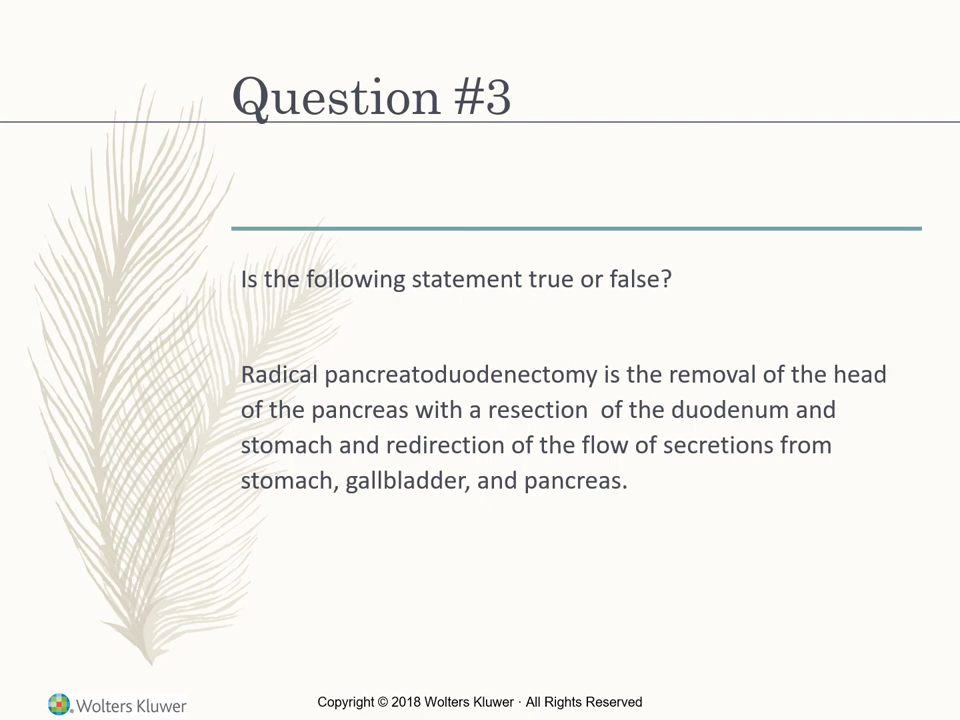 Question #3
Is the following statement true or false?
Radical pancreatoduodenectomy is the removal of the head
of the pancreas with a resection  of the duodenum and
stomach and redirection of the flow of secretions from
stomach, gallbladder, and pancreas.
Wolters Kluwer
Copyright © 2018 Wolters Kluwer · All Rights Reserved